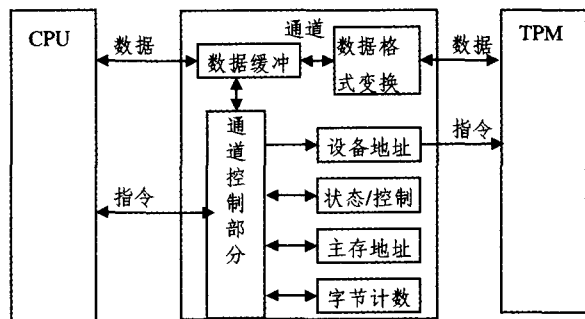 CPU
通道
TPM
数据
数据缓冲
数据格
式变换
数据
通道控制部分
设备地址
指令
状态/控制
指令
主存地址
字节计数